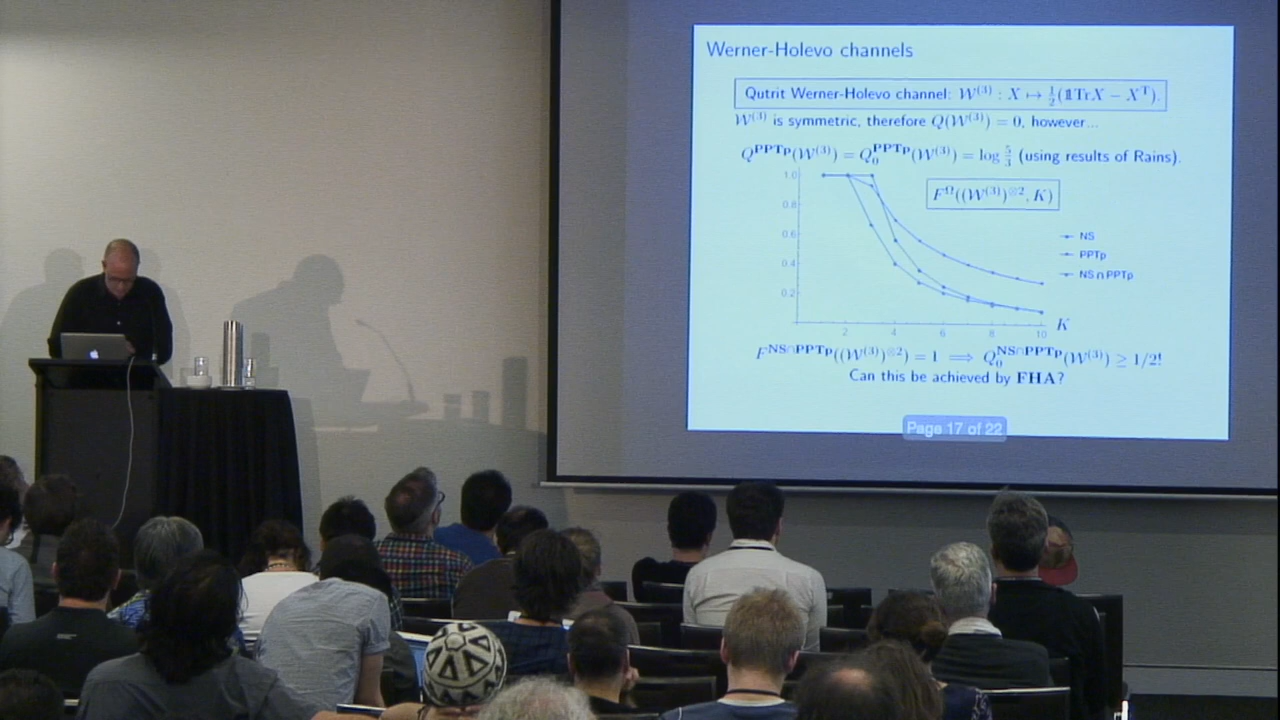 Werner-Holevo channels
Qutrit Werner-Holevo channel: 𝒲⁽³⁾ : X ↦ ½(𝟙TrX − Xᵀ).
𝒲⁽³⁾ is symmetric, therefore Q(𝒲⁽³⁾) = 0, however...
Q^PPTp(𝒲⁽³⁾) = Q₀^PPTp(𝒲⁽³⁾) = log 5/3 (using results of Rains).
1.0
F^Ω((𝒲⁽³⁾)^⊗2, K)
0.8
0.6
NS
PPTp
0.4
NS∩PPTp
0.2
2 4 6 8 10 K
F^NS∩PPTp((𝒲⁽³⁾)^⊗2) = 1 ⟹ Q₀^NS∩PPTp(𝒲⁽³⁾) ≥ 1/2!
Can this be achieved by FHA?
Page 17 of 22